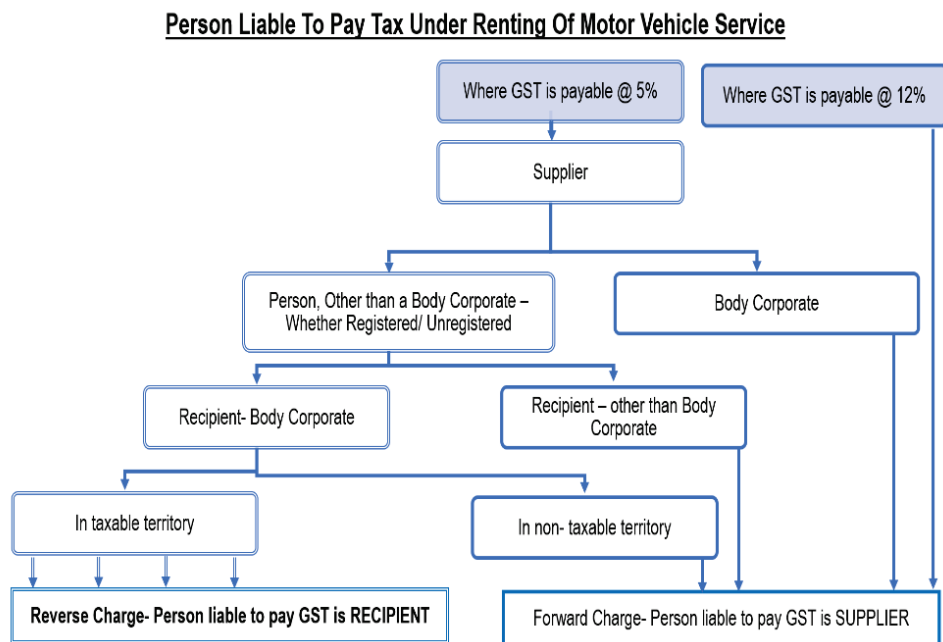 Person Liable To Pay Tax Under Renting Of Motor Vehicle Service
Where GST is payable @ 5%
Where GST is payable @ 12%
Supplier
Person, Other than a Body Corporate –
Whether Registered/ Unregistered
Body Corporate
Recipient- Body Corporate
Recipient – other than Body
Corporate
In taxable territory
In non- taxable territory
Reverse Charge- Person liable to pay GST is RECIPIENT
Forward Charge- Person liable to pay GST is SUPPLIER